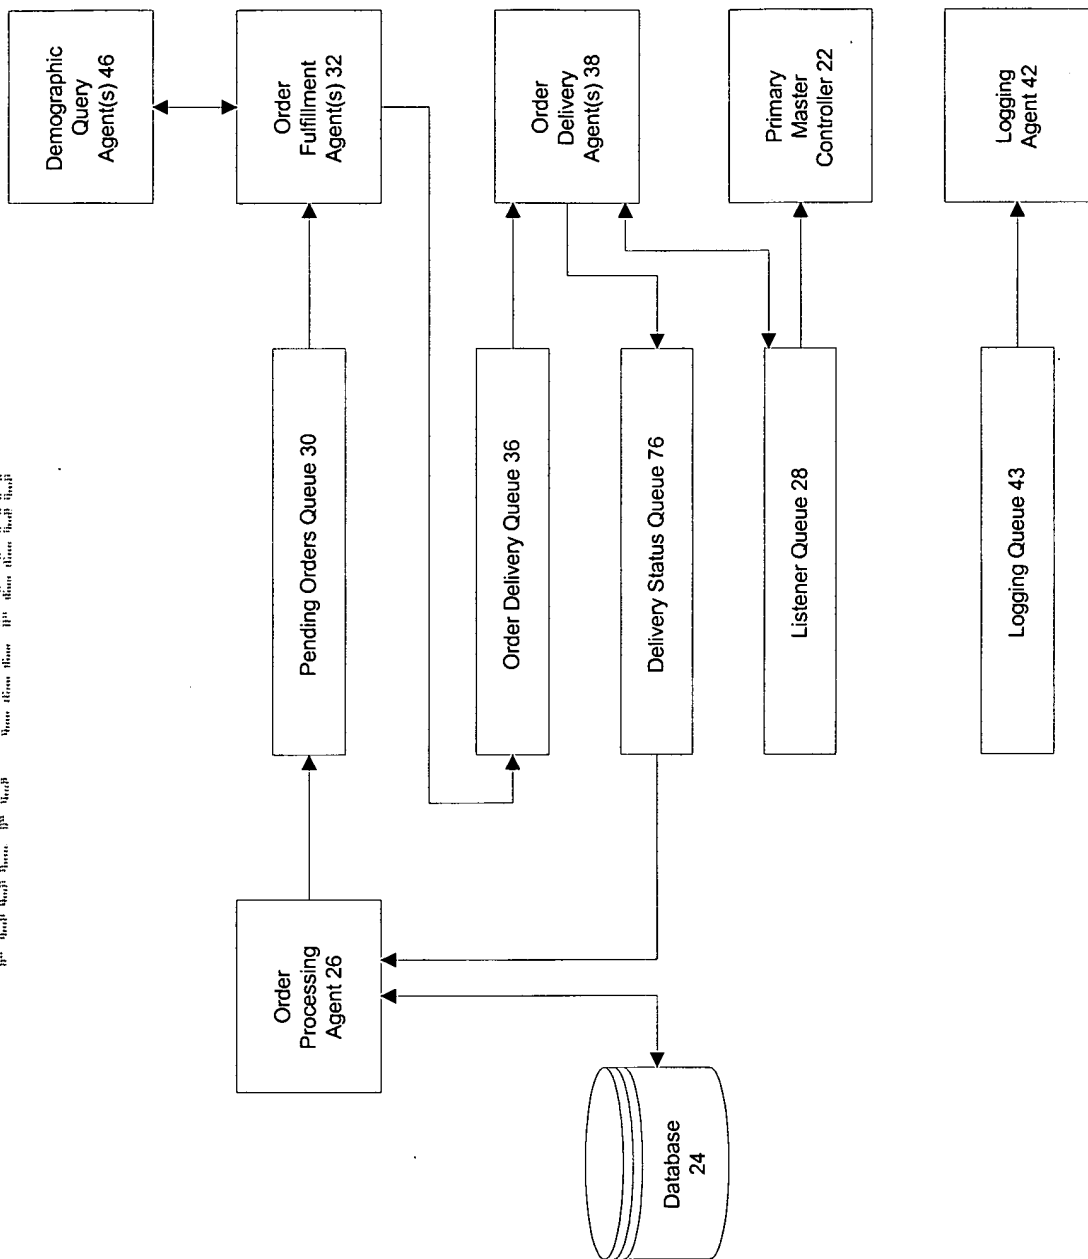 Demographic
Query
Agent(s) 46
Order
Processing
Agent 26
Pending Orders Queue 30
Order
Fulfillment
Agent(s) 32
Order Delivery Queue 36
Order
Delivery
Agent(s) 38
Database
24
Delivery Status Queue 76
Listener Queue 28
Primary
Master
Controller 22
Logging Queue 43
Logging
Agent 42